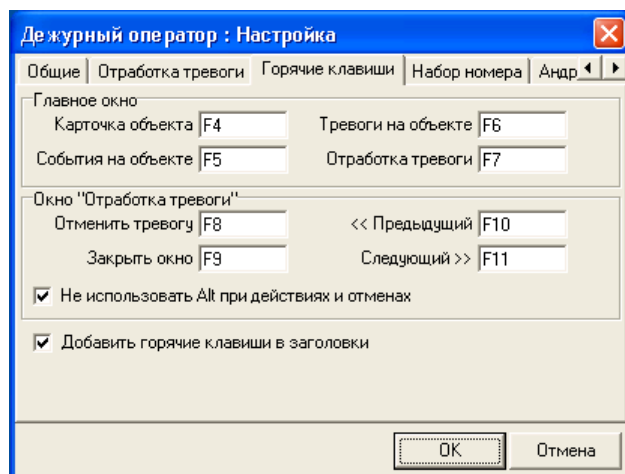 Дежурный оператор : Настройка
Общие Отработка тревоги Горячие клавиши Набор номера Андр
Главное окно
Карточка объекта F4 Тревоги на объекте F6
События на объекте F5 Отработка тревоги F7
Окно "Отработка тревоги"
Отменить тревогу F8 << Предыдущий F10
Закрыть окно F9 Следующий >> F11
Не использовать Alt при действиях и отменах
Добавить горячие клавиши в заголовки
OK Отмена